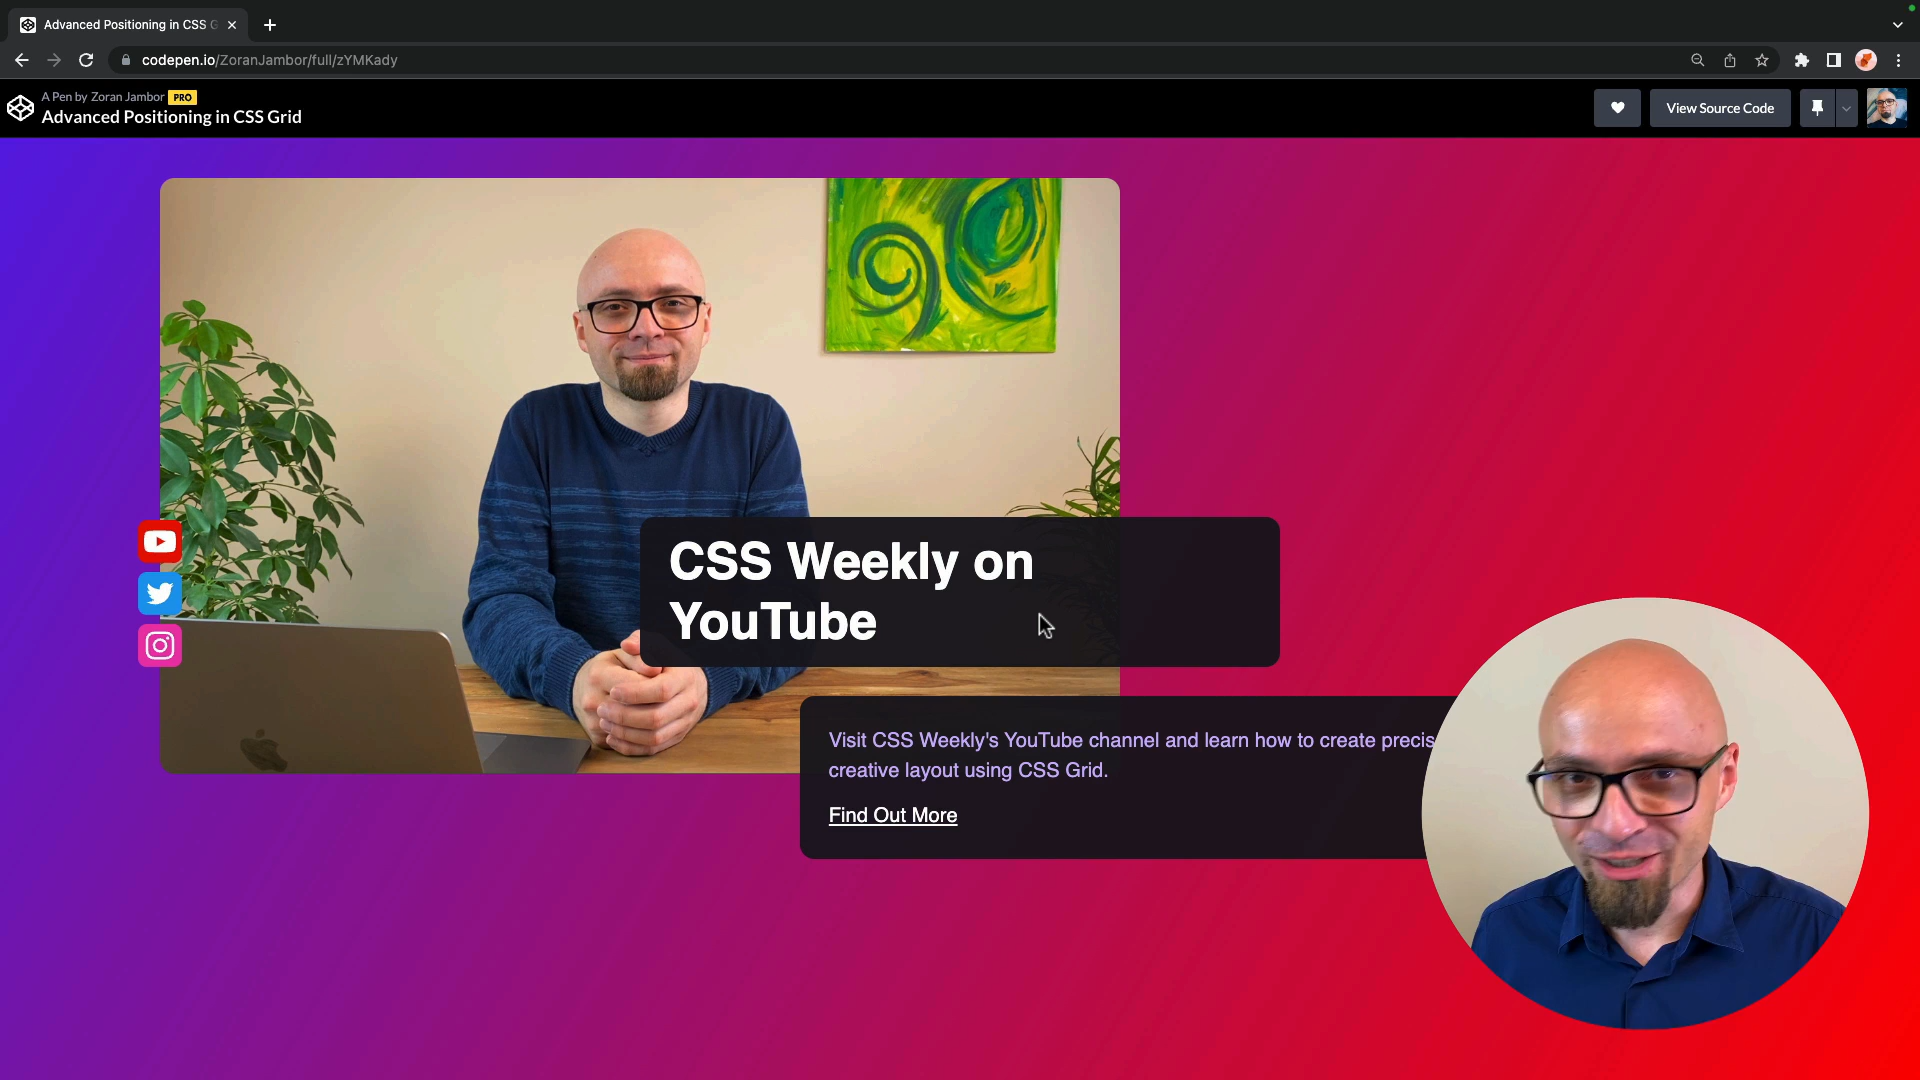 Advanced Positioning in CSS G
codepen.io/ZoranJambor/full/zYMKady
A Pen by Zoran Jambor PRO
Advanced Positioning in CSS Grid
View Source Code
CSS Weekly on
YouTube
Visit CSS Weekly's YouTube channel and learn how to create
creative layout using CSS Grid.
Find Out More